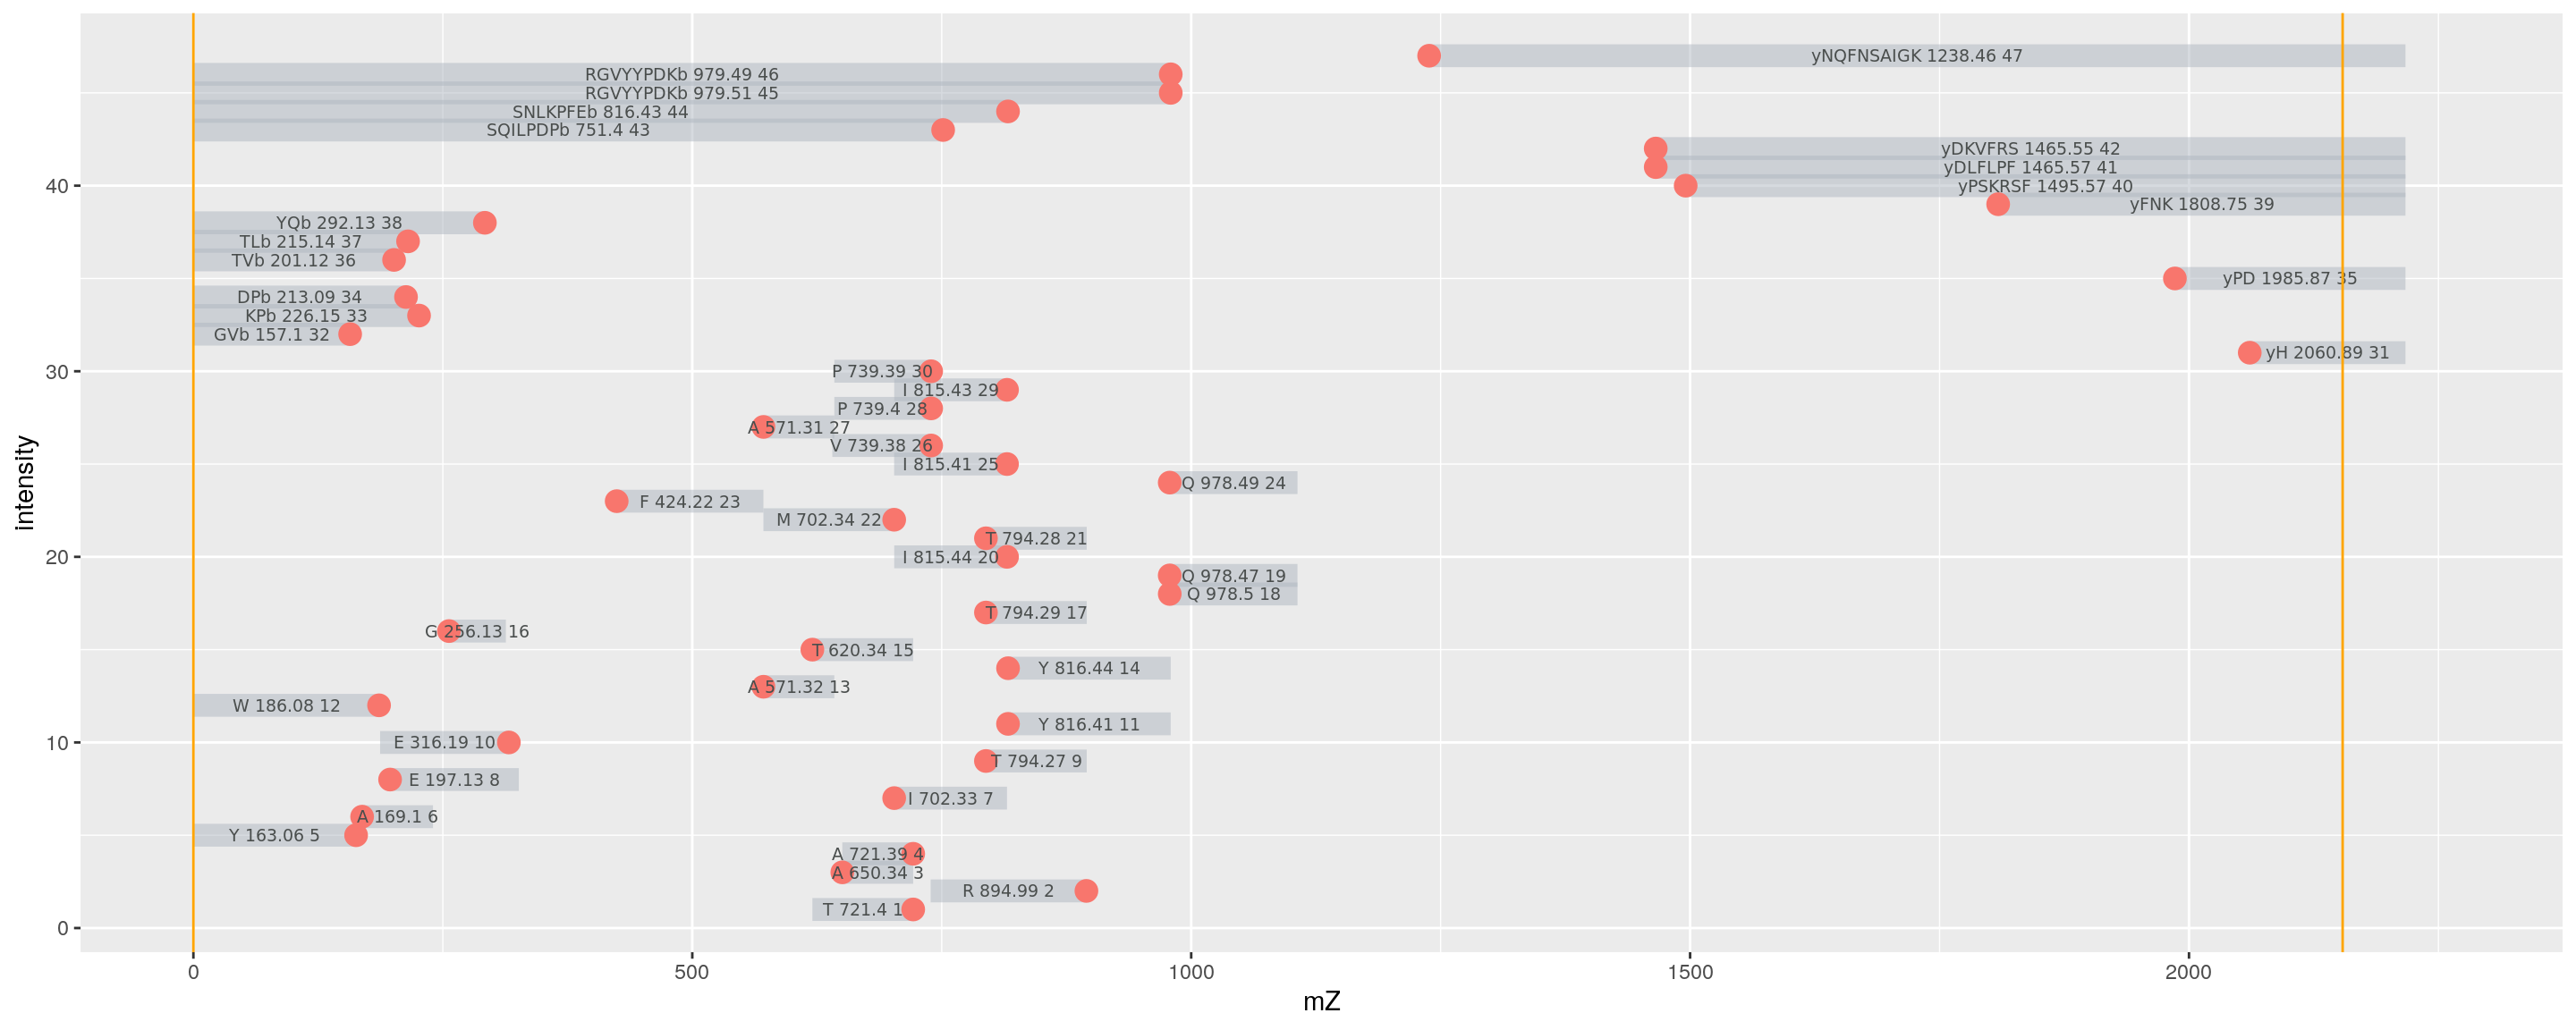 yNQFNSAIGK 1238.46 47
RGVYYPDKb 979.49 46
RGVYYPDKb 979.51 45
SNLKPFEb 816.43 44
SQILPDPb 751.4 43
yDKVFRS 1465.55 42
yDLFLPF 1465.57 41
40
yPSKRSF 1495.57 40
yFNK 1808.75 39
YQb 292.13 38
TLb 215.14 37
TVb 201.12 36
yPD 1985.87 35
DPb 213.09 34
KPb 226.15 33
GVb 157.1 32
yH 2060.89 31
30
P 739.39 30
I 815.43 29
P 739.4 28
A 571.31 27
V 739.38 26
I 815.41 25
Q 978.49 24
F 424.22 23
M 702.34 22
T 794.28 21
20
I 815.44 20
Q 978.47 19
Q 978.5 18
T 794.29 17
G 256.13 16
T 620.34 15
Y 816.44 14
A 571.32 13
W 186.08 12
Y 816.41 11
10
E 316.19 10
T 794.27 9
E 197.13 8
I 702.33 7
A 169.1 6
Y 163.06 5
A 721.39 4
A 650.34 3
R 894.99 2
T 721.4 1
0
intensity
0 500 1000 1500 2000
mZ